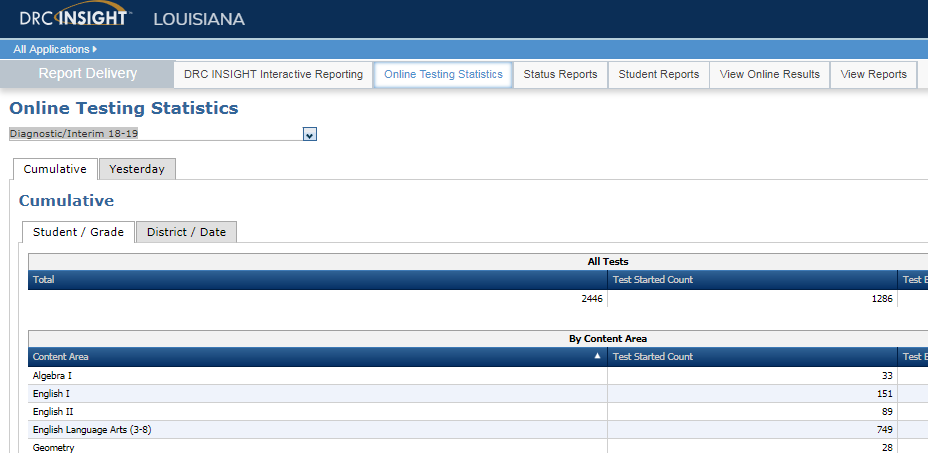 DRC INSIGHT™ LOUISIANA
All Applications
Report Delivery DRC INSIGHT Interactive Reporting Online Testing Statistics Status Reports Student Reports View Online Results View Reports
Online Testing Statistics
Diagnostic/Interim 18-19
Cumulative Yesterday
Cumulative
Student / Grade District / Date
All Tests
Total Test Started Count Test
2446 1286
By Content Area
Content Area Test Started Count Test
Algebra I 33
English I 151
English II 89
English Language Arts (3-8) 749
Geometry 28